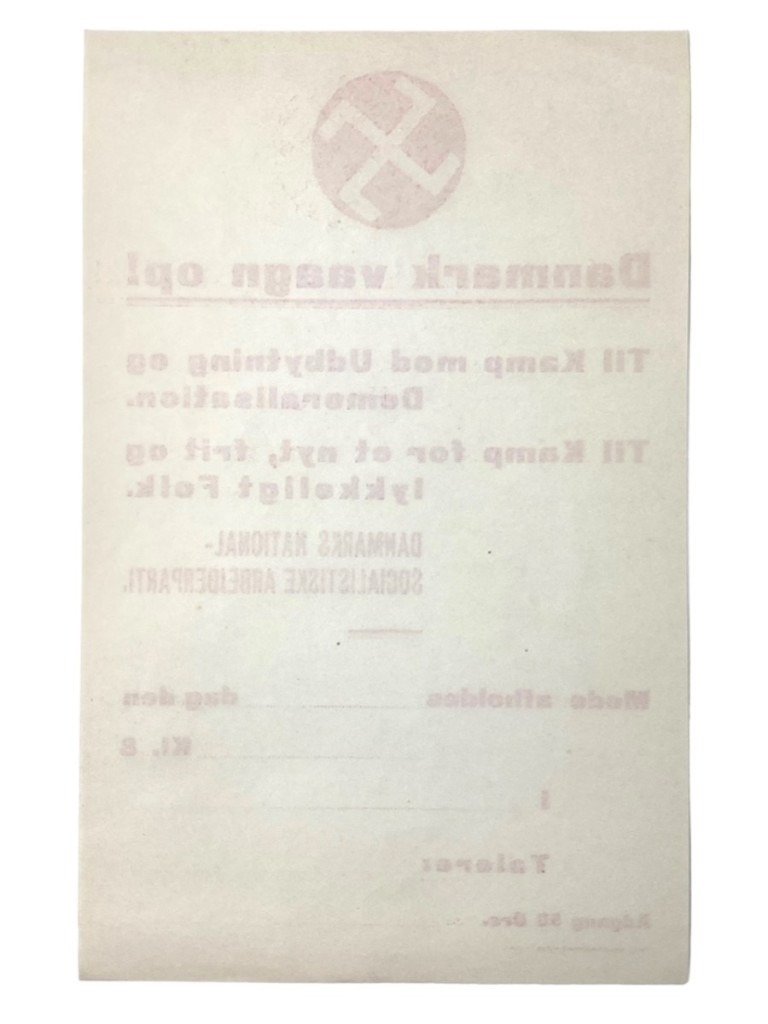 Danmark vaagn op!
Til Kamp mod Udbytning og
Demoralisation.
Til Kamp for et nyt, frit og
lykkeligt Folk.
DANMARKS NATIONAL-
SOCIALISTISKE ARBEJDERPARTI.
Møde afholdes dag den
Kl. 8
i
Talere:
Adgang 50 Øre.